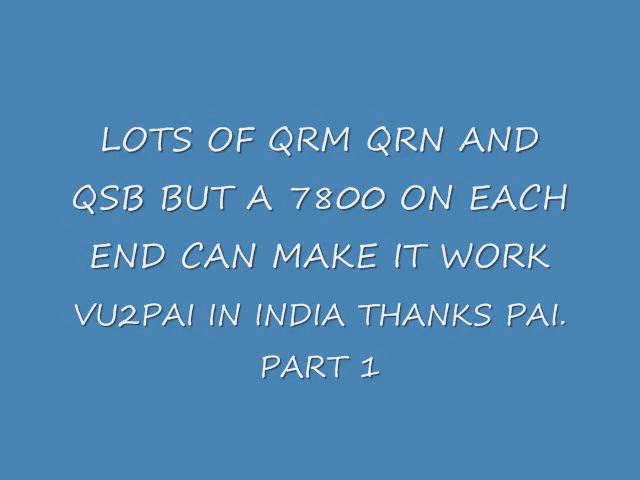 LOTS OF QRM QRN AND
QSB BUT A 7800 ON EACH
END CAN MAKE IT WORK
VU2PAI IN INDIA THANKS PAI.
PART 1